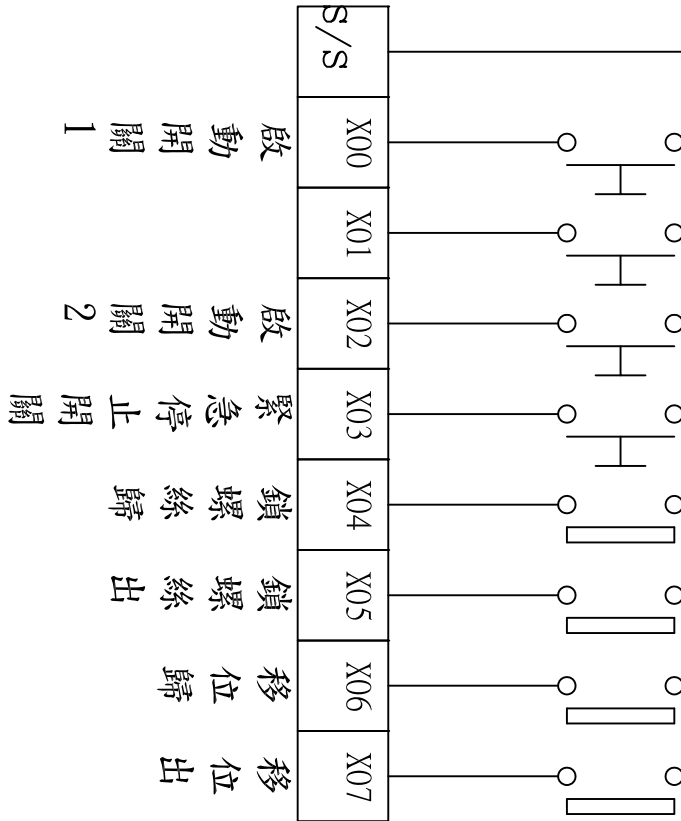 S/S
X00
啟動開關1
X01
X02
啟動開關2
X03
緊急停止開關
X04
鎖螺絲歸
X05
鎖螺絲出
X06
移位歸
X07
移位出